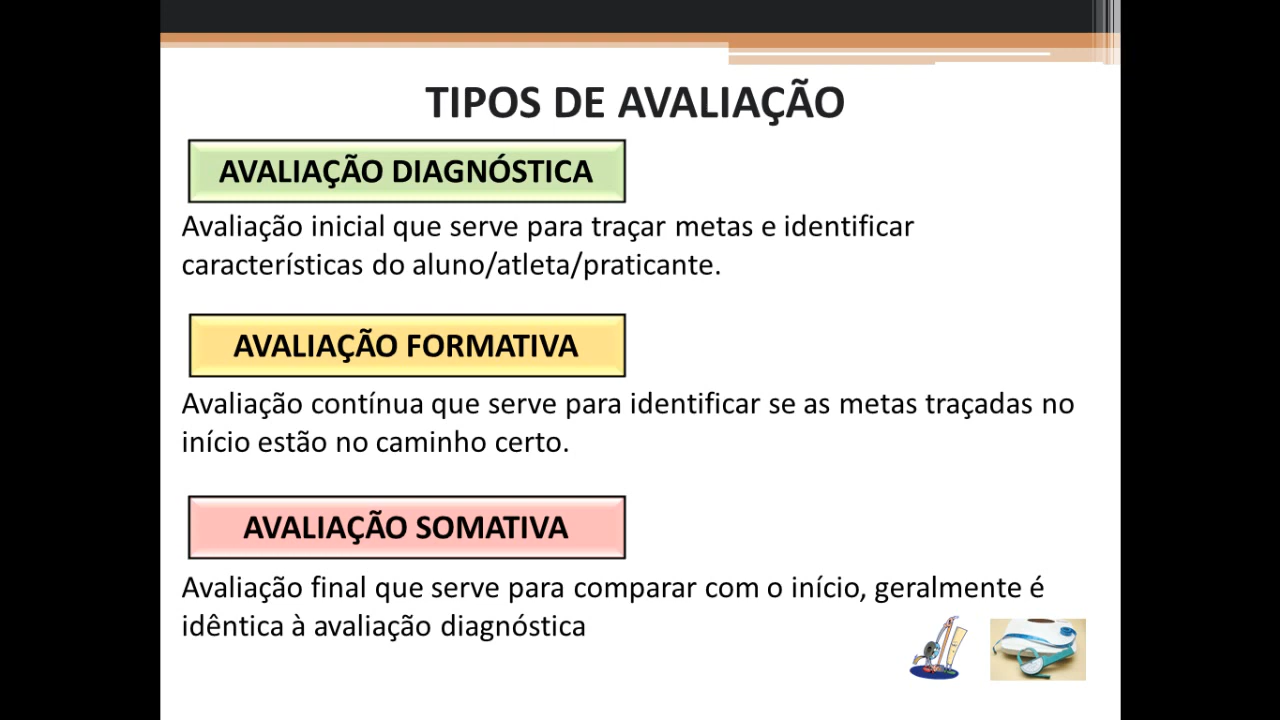 TIPOS DE AVALIAÇÃO
AVALIAÇÃO DIAGNÓSTICA
Avaliação inicial que serve para traçar metas e identificar
características do aluno/atleta/praticante.
AVALIAÇÃO FORMATIVA
Avaliação contínua que serve para identificar se as metas traçadas no
início estão no caminho certo.
AVALIAÇÃO SOMATIVA
Avaliação final que serve para comparar com o início, geralmente é
idêntica à avaliação diagnóstica